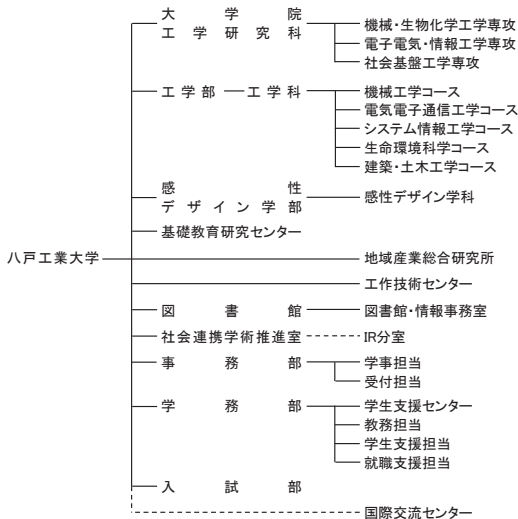 大学院
工学研究科
機械・生物化学工学専攻
電子電気・情報工学専攻
社会基盤工学専攻
工学部
工学科
機械工学コース
電気電子通信工学コース
システム情報工学コース
生命環境科学コース
建築・土木工学コース
感性
デザイン学部
感性デザイン学科
基礎教育研究センター
八戸工業大学
地域産業総合研究所
工作技術センター
図書館
図書館・情報事務室
社会連携学術推進室
IR分室
事務部
学事担当
受付担当
学務部
学生支援センター
教務担当
学生支援担当
就職支援担当
入試部
国際交流センター